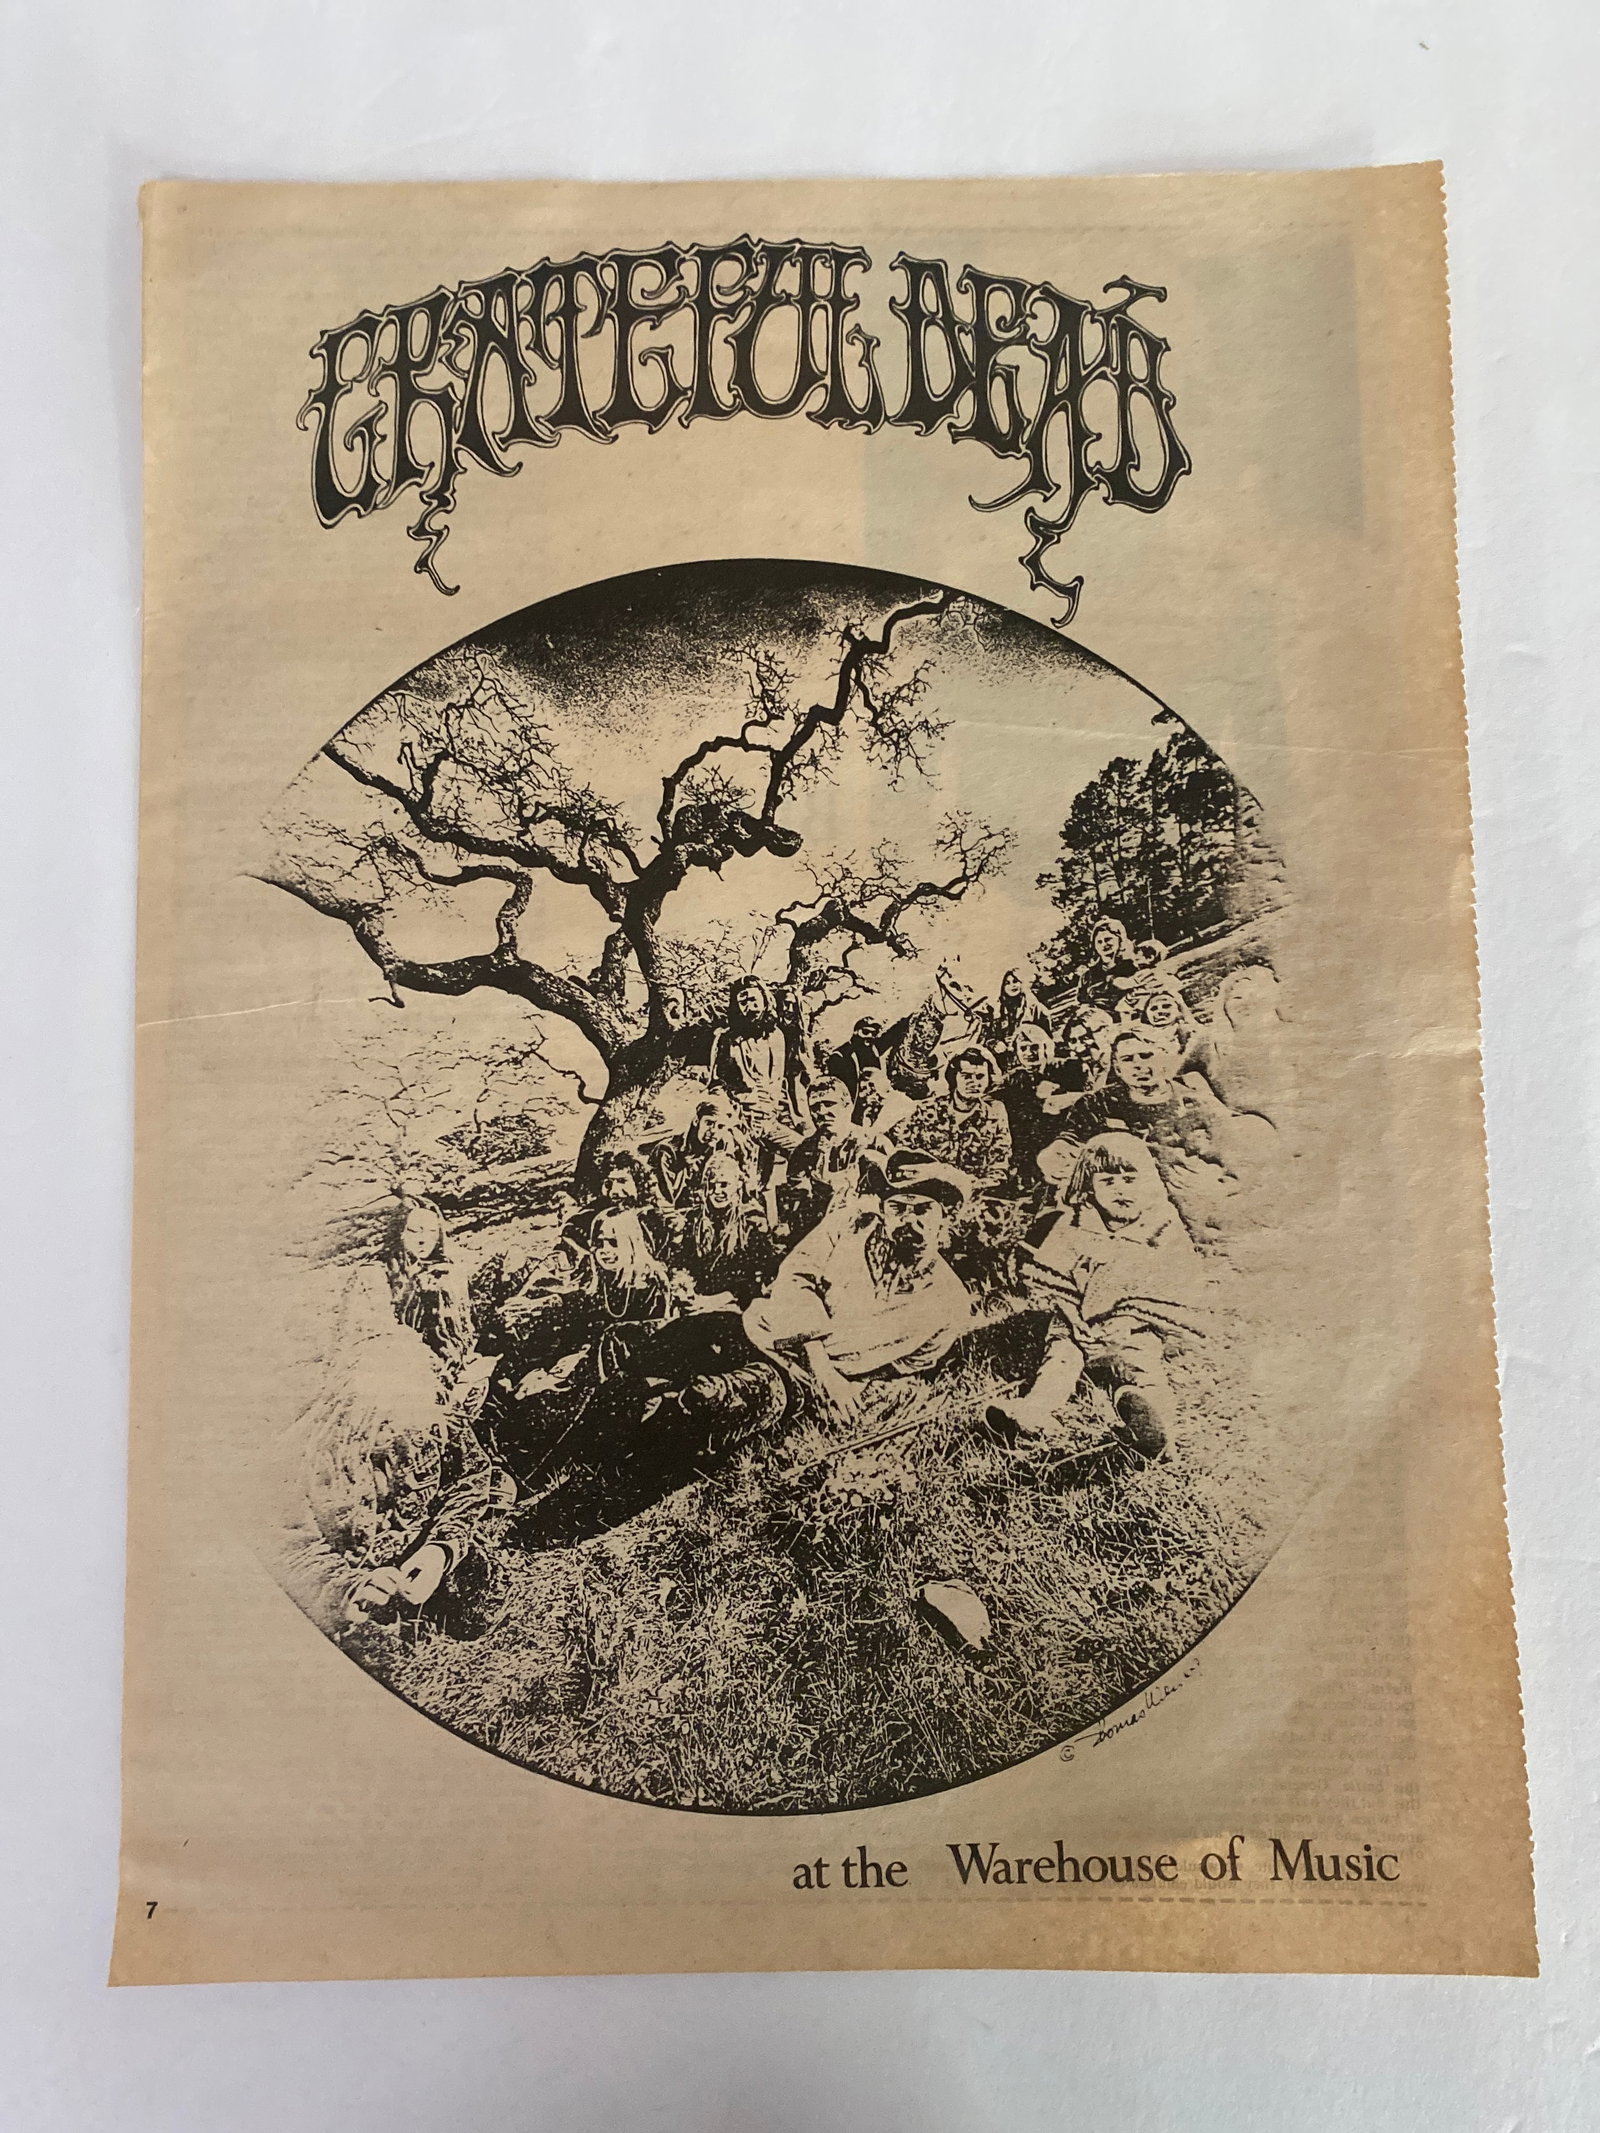 GRATEFUL DEAD
©
at the Warehouse of Music
7